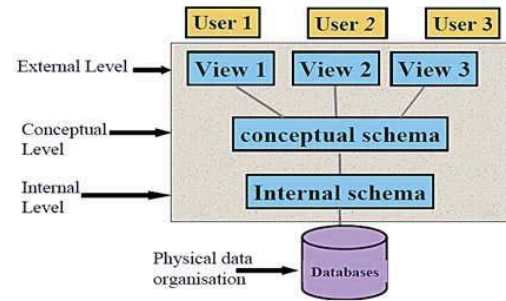 User 1 User 2 User 3
External Level View 1 View 2 View 3
Conceptual
Level
conceptual schema
Internal
Level
Internal schema
Physical data
organisation
Databases